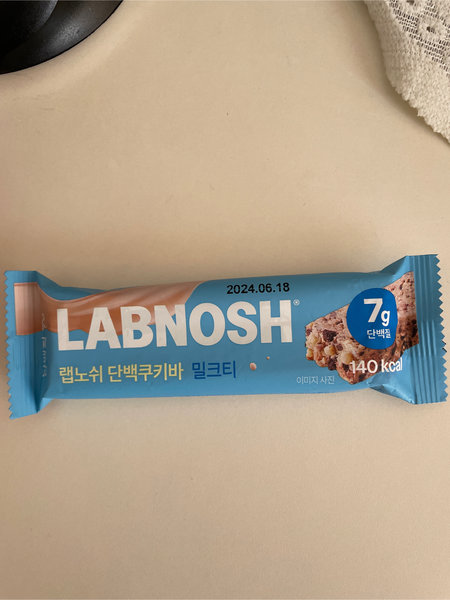 2024.06.18
LABNOSH®
랩노쉬 단백쿠키바 밀크티
7g
단백질
140 kcal
이미지 사진